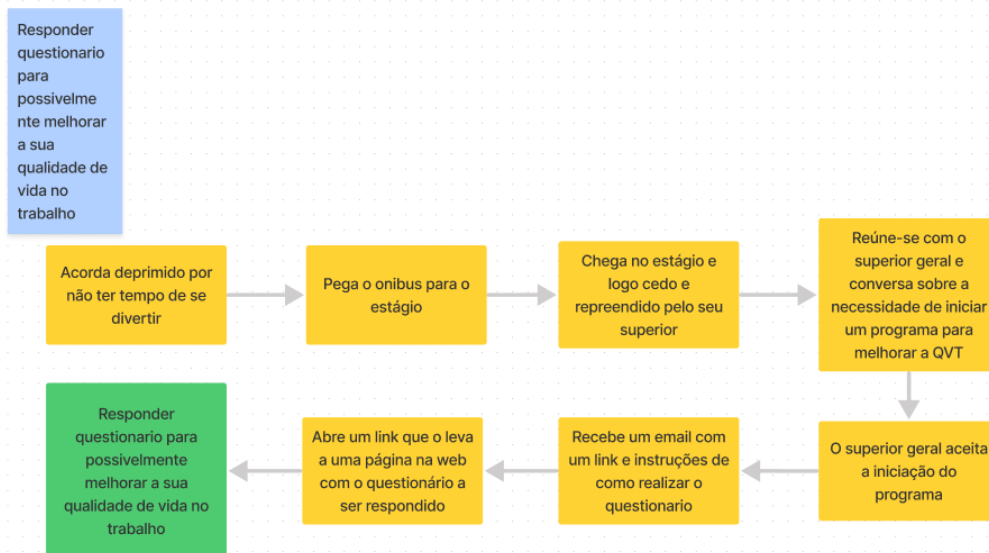 Responder
questionario
para
possivelme
nte melhorar
a sua
qualidade de
vida no
trabalho
Acorda deprimido por
não ter tempo de se
divertir
Pega o onibus para o
estágio
Chega no estágio e
logo cedo e
repreendido pelo seu
superior
Reúne-se com o
superior geral e
conversa sobre a
necessidade de iniciar
um programa para
melhorar a QVT
O superior geral aceita
a iniciação do
programa
Recebe um email com
um link e instruções de
como realizar o
questionario
Abre um link que o leva
a uma página na web
com o questionário a
ser respondido
Responder
questionario para
possivelmente
melhorar a sua
qualidade de vida no
trabalho